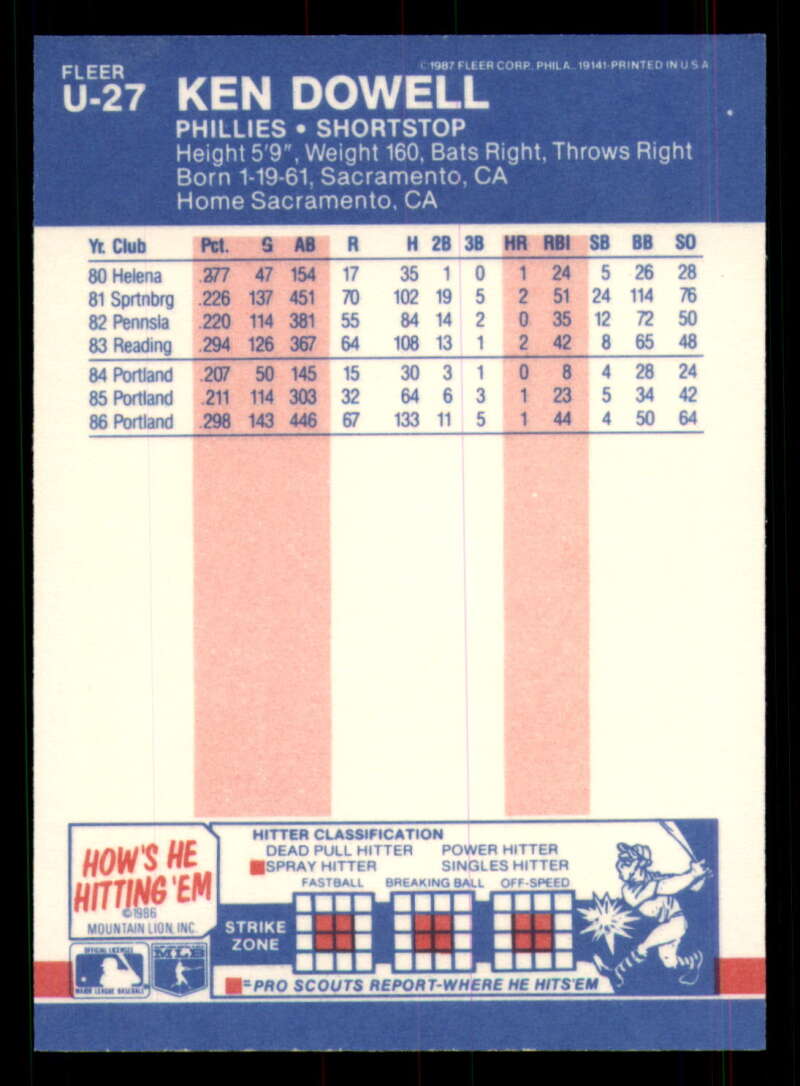 FLEER
U-27
KEN DOWELL
©1987 FLEER CORP. PHILA., 19141-PRINTED IN U S A
PHILLIES • SHORTSTOP
Height 5'9", Weight 160, Bats Right, Throws Right
Born 1-19-61, Sacramento, CA
Home Sacramento, CA
Yr. Club Pct. G AB R H 2B 3B HR RBI SB BB SO
80 Helena .277 47 154 17 35 1 0 1 24 5 26 28
81 Sprtnbrg .226 137 451 70 102 19 5 2 51 24 114 76
82 Pennsla .220 114 381 55 84 14 2 0 35 12 72 50
83 Reading .294 126 367 64 108 13 1 2 42 8 65 48
84 Portland .207 50 145 15 30 3 1 0 8 4 28 24
85 Portland .211 114 303 32 64 6 3 1 23 5 34 42
86 Portland .298 143 446 67 133 11 5 1 44 4 50 64
HOW'S HE
HITTING 'EM
©1986
MOUNTAIN LION, INC.
HITTER CLASSIFICATION
DEAD PULL HITTER POWER HITTER
SPRAY HITTER SINGLES HITTER
FASTBALL BREAKING BALL OFF-SPEED
STRIKE
ZONE
=PRO SCOUTS REPORT-WHERE HE HITS'EM
OFFICIAL LICENSEE
MAJOR LEAGUE BASEBALL
MLB